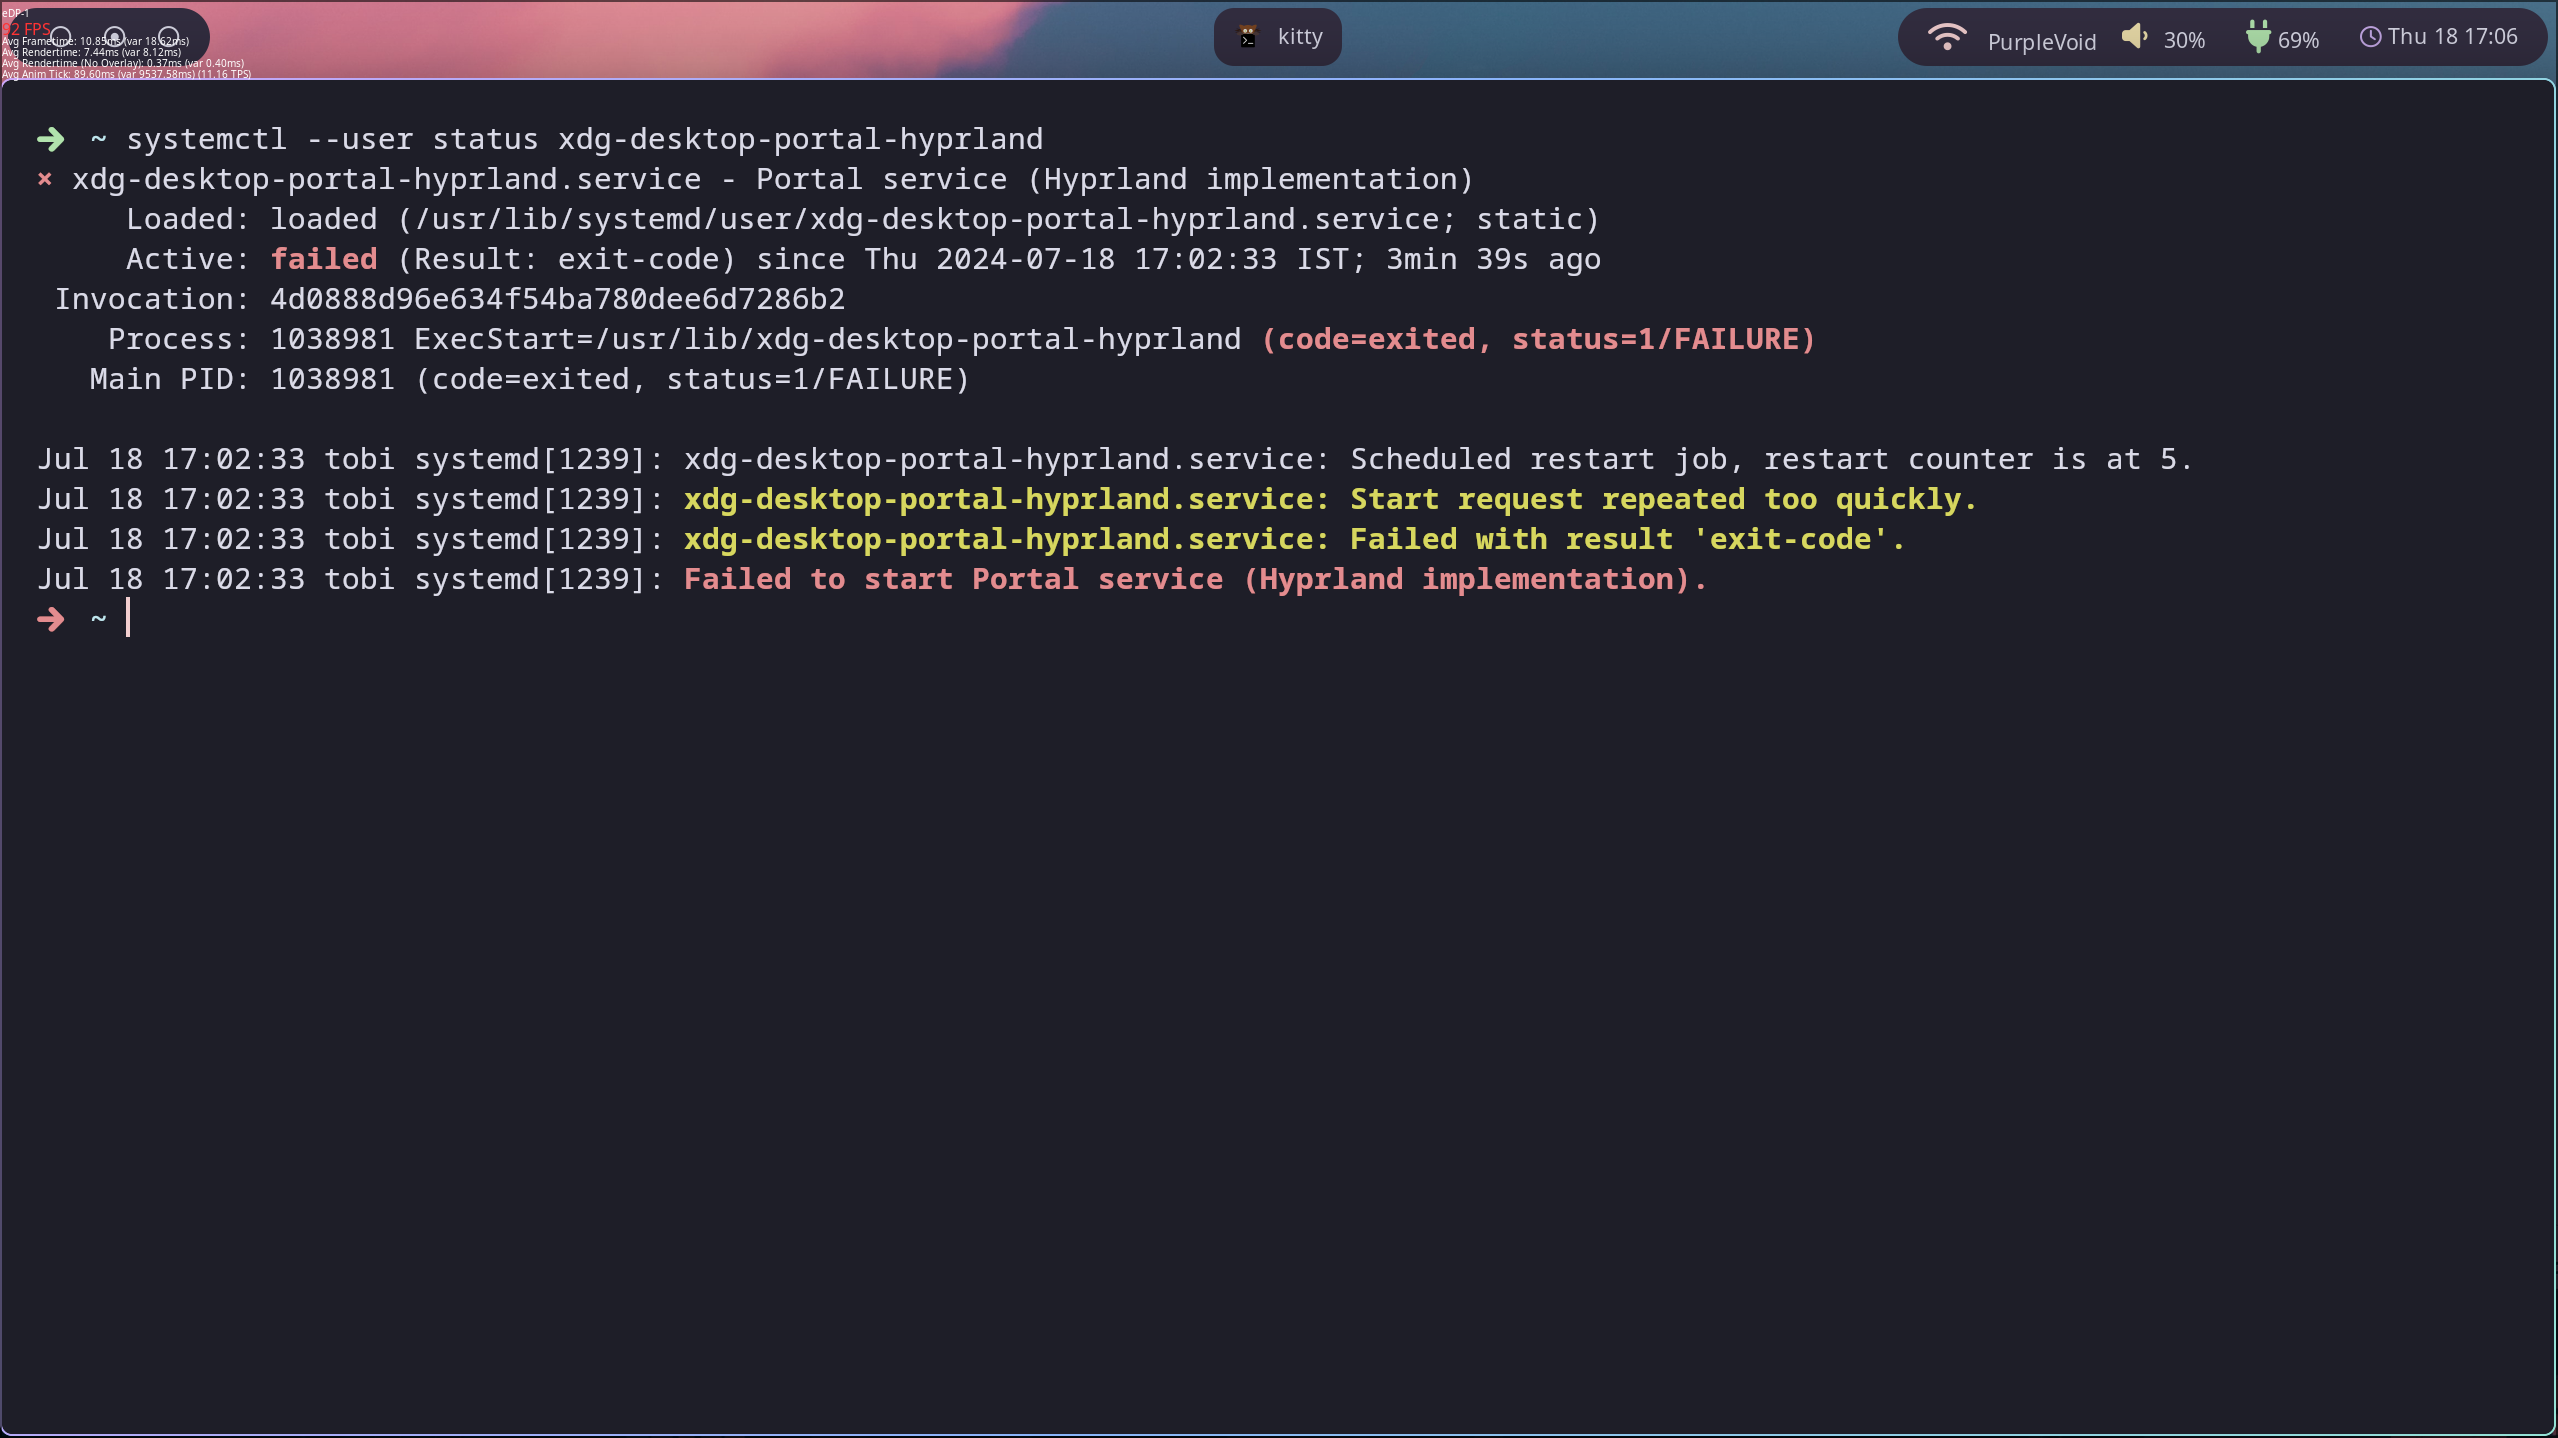 eDP-1
92 FPS
Avg Frametime: 10.85ms (var 18.62ms)
Avg Rendertime: 7.44ms (var 8.12ms)
Avg Rendertime (No Overlay): 0.37ms (var 0.40ms)
Avg Anim Tick: 89.60ms (var 9537.58ms) (11.16 TPS)
kitty
PurpleVoid 30% 69% Thu 18 17:06
➜ ~ systemctl --user status xdg-desktop-portal-hyprland
× xdg-desktop-portal-hyprland.service - Portal service (Hyprland implementation)
Loaded: loaded (/usr/lib/systemd/user/xdg-desktop-portal-hyprland.service; static)
Active: failed (Result: exit-code) since Thu 2024-07-18 17:02:33 IST; 3min 39s ago
Invocation: 4d0888d96e634f54ba780dee6d7286b2
Process: 1038981 ExecStart=/usr/lib/xdg-desktop-portal-hyprland (code=exited, status=1/FAILURE)
Main PID: 1038981 (code=exited, status=1/FAILURE)
Jul 18 17:02:33 tobi systemd[1239]: xdg-desktop-portal-hyprland.service: Scheduled restart job, restart counter is at 5.
Jul 18 17:02:33 tobi systemd[1239]: xdg-desktop-portal-hyprland.service: Start request repeated too quickly.
Jul 18 17:02:33 tobi systemd[1239]: xdg-desktop-portal-hyprland.service: Failed with result 'exit-code'.
Jul 18 17:02:33 tobi systemd[1239]: Failed to start Portal service (Hyprland implementation).
➜ ~